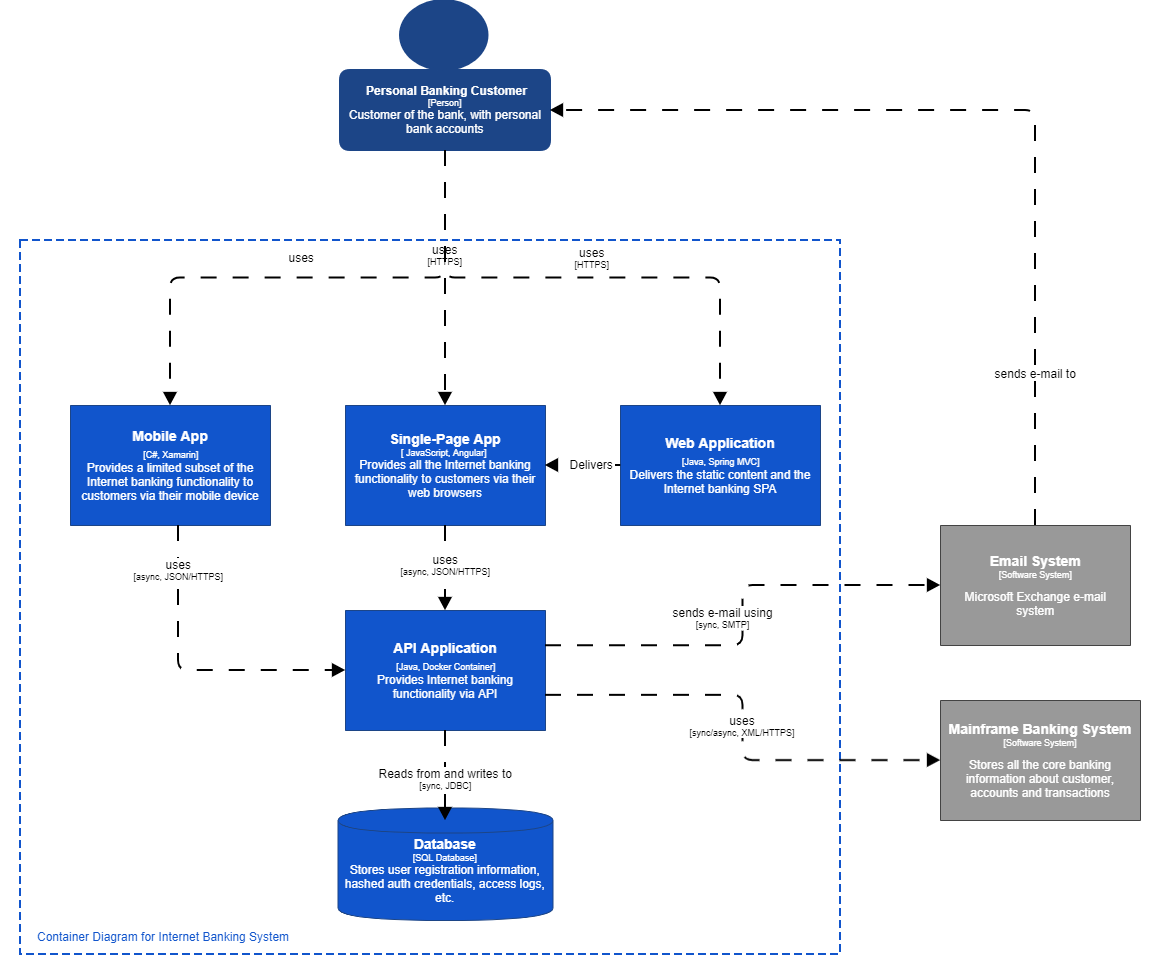 Personal Banking Customer
[Person]
Customer of the bank, with personal
bank accounts
uses
uses
[HTTPS]
uses
[HTTPS]
sends e-mail to
Mobile App
[C#, Xamarin]
Provides a limited subset of the
Internet banking functionality to
customers via their mobile device
Single-Page App
[ JavaScript, Angular]
Provides all the Internet banking
functionality to customers via their
web browsers
Delivers
Web Application
[Java, Spring MVC]
Delivers the static content and the
Internet banking SPA
uses
[async, JSON/HTTPS]
uses
[async, JSON/HTTPS]
Email System
[Software System]
Microsoft Exchange e-mail
system
sends e-mail using
[sync, SMTP]
API Application
[Java, Docker Container]
Provides Internet banking
functionality via API
uses
[sync/async, XML/HTTPS]
Mainframe Banking System
[Software System]
Stores all the core banking
information about customer,
accounts and transactions
Reads from and writes to
[sync, JDBC]
Database
[SQL Database]
Stores user registration information,
hashed auth credentials, access logs,
etc.
Container Diagram for Internet Banking System